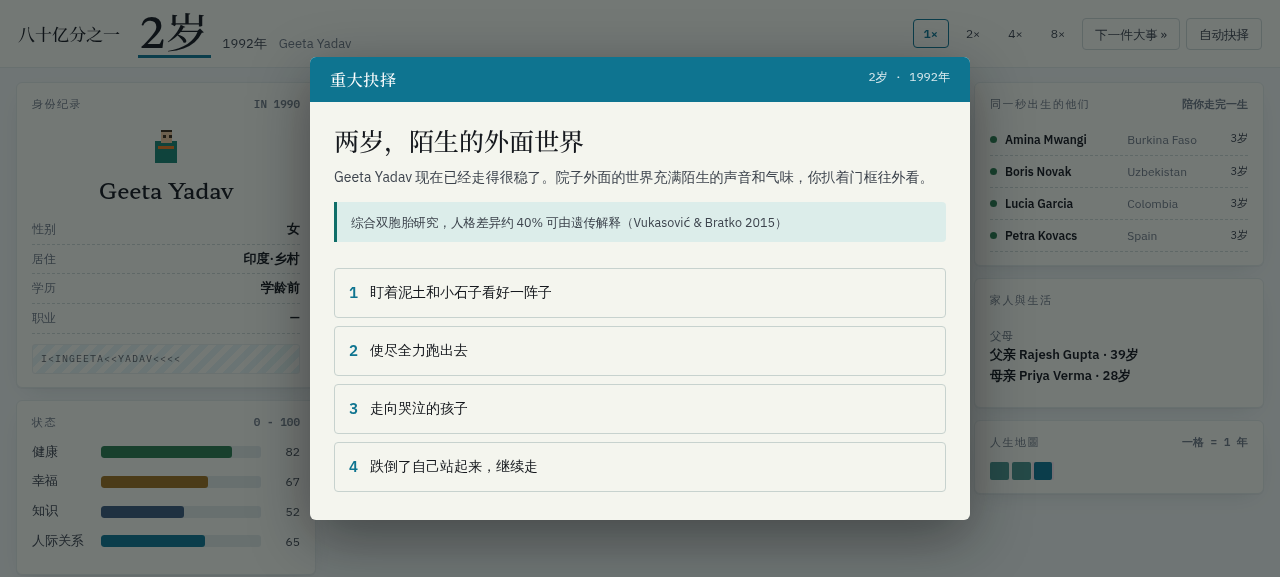 八十亿分之一 2岁 1992年 Geeta Yadav 1× 2× 4× 8× 下一件大事 » 自动抉择
身份纪录 IN 1990
Geeta Yadav
性别 女
居住 印度·乡村
学历 学龄前
职业 —
I<INGEETA<<YADAV<<<<
状态 0 - 100
健康 82
幸福 67
知识 52
人际关系 65
重大抉择 2岁 · 1992年
两岁，陌生的外面世界
Geeta Yadav 现在已经走得很稳了。院子外面的世界充满陌生的声音和气味，你扒着门框往外看。
综合双胞胎研究，人格差异约 40% 可由遗传解释（Vukasović & Bratko 2015）
1 盯着泥土和小石子看好一阵子
2 使尽全力跑出去
3 走向哭泣的孩子
4 跌倒了自己站起来，继续走
同一秒出生的他们 陪你走完一生
Amina Mwangi Burkina Faso 3岁
Boris Novak Uzbekistan 3岁
Lucia Garcia Colombia 3岁
Petra Kovacs Spain 3岁
家人與生活
父母
父亲 Rajesh Gupta · 39岁
母亲 Priya Verma · 28岁
人生地圖 一格 = 1 年